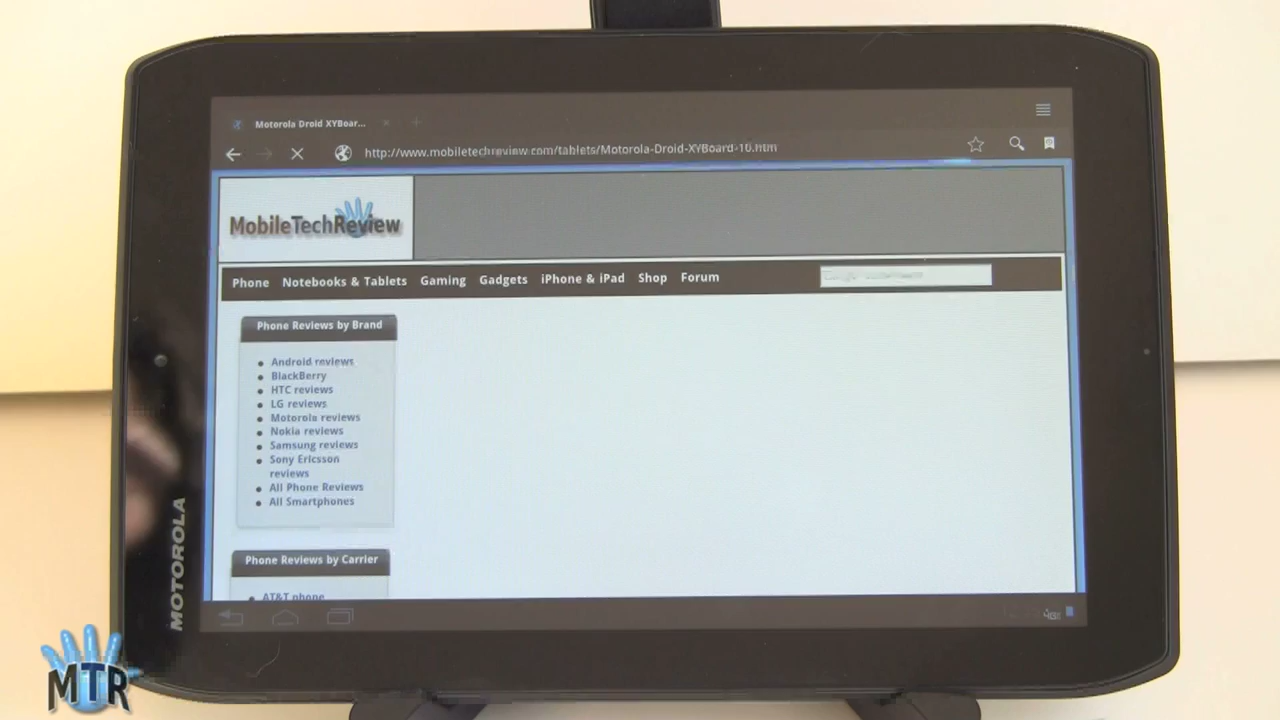 Motorola Droid XYBoar...
http://www.mobiletechreview.com/tablets/Motorola-Droid-XYBoard-10.htm
MobileTechReview
Phone Notebooks & Tablets Gaming Gadgets iPhone & iPad Shop Forum
Phone Reviews by Brand
Android reviews
BlackBerry
HTC reviews
LG reviews
Motorola reviews
Nokia reviews
Samsung reviews
Sony Ericsson
reviews
All Phone Reviews
All Smartphones
Phone Reviews by Carrier
AT&T phone
MOTOROLA
MTR